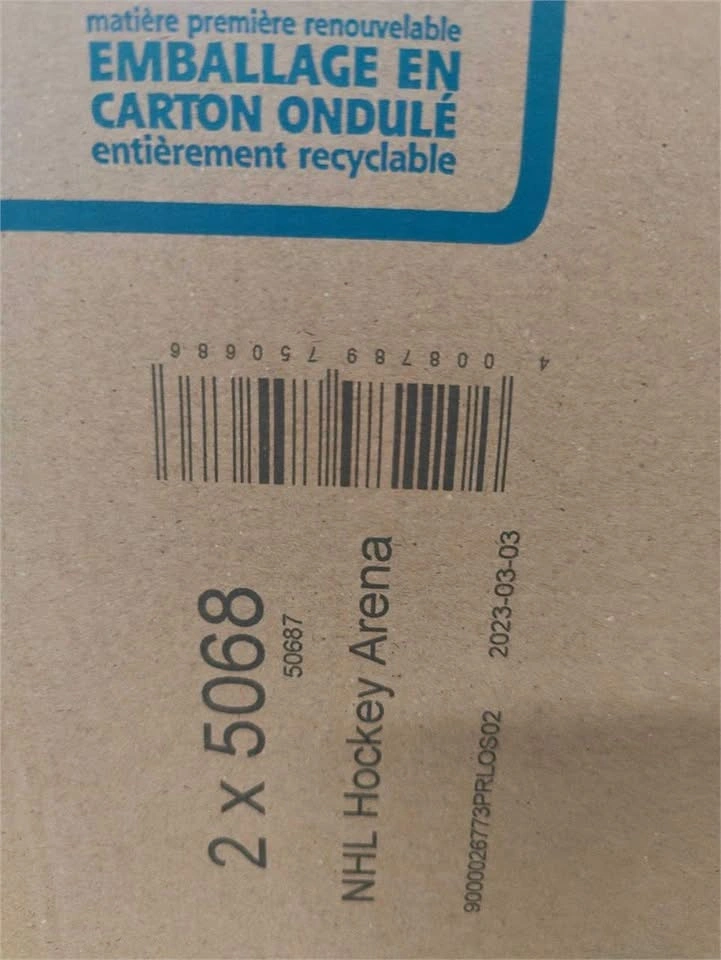 matière première renouvelable
EMBALLAGE EN
CARTON ONDULÉ
entièrement recyclable
4 008789 750686
2 x 5068
50687
NHL Hockey Arena
9000026773PRLOS02 2023-03-03